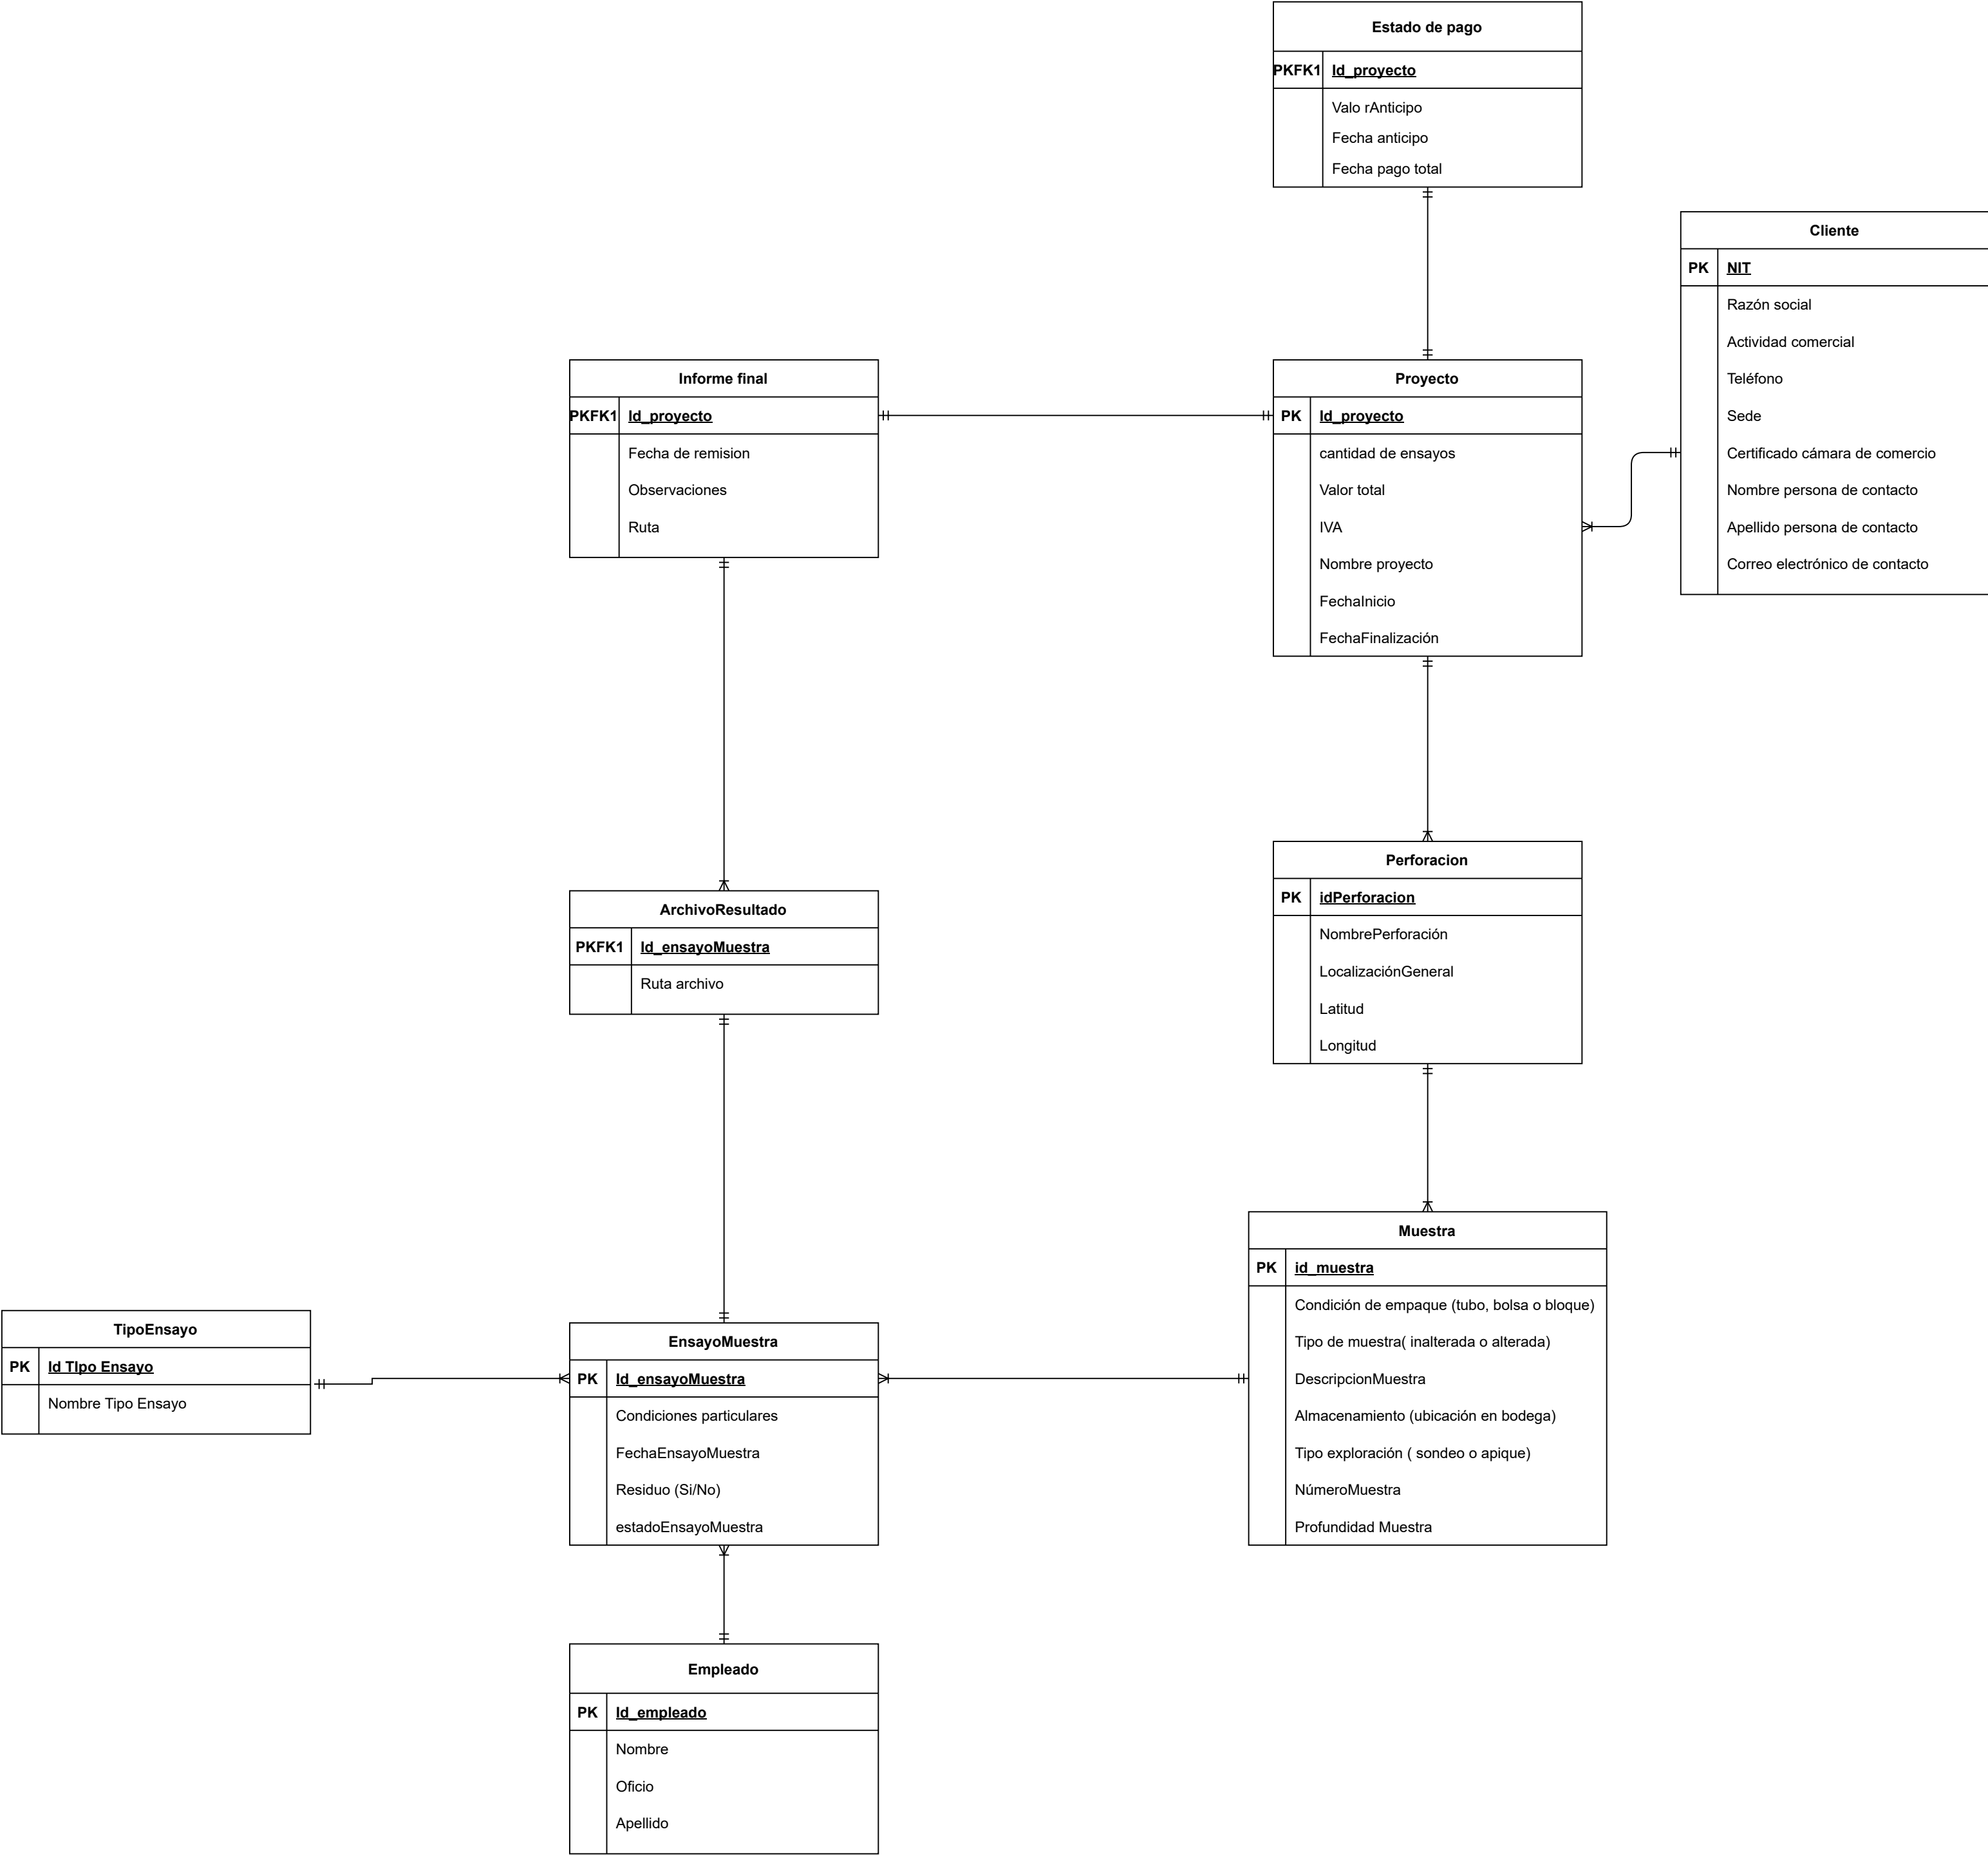 Estado de pago
PKFK1 Id_proyecto
Valo rAnticipo
Fecha anticipo
Fecha pago total
Cliente
PK NIT
Razón social
Actividad comercial
Teléfono
Sede
Certificado cámara de comercio
Nombre persona de contacto
Apellido persona de contacto
Correo electrónico de contacto
Informe final
PKFK1 Id_proyecto
Fecha de remision
Observaciones
Ruta
Proyecto
PK Id_proyecto
cantidad de ensayos
Valor total
IVA
Nombre proyecto
FechaInicio
FechaFinalización
ArchivoResultado
PKFK1 Id_ensayoMuestra
Ruta archivo
Perforacion
PK idPerforacion
NombrePerforación
LocalizaciónGeneral
Latitud
Longitud
Muestra
PK id_muestra
Condición de empaque (tubo, bolsa o bloque)
Tipo de muestra( inalterada o alterada)
DescripcionMuestra
Almacenamiento (ubicación en bodega)
Tipo exploración ( sondeo o apique)
NúmeroMuestra
Profundidad Muestra
TipoEnsayo
PK Id TIpo Ensayo
Nombre Tipo Ensayo
EnsayoMuestra
PK Id_ensayoMuestra
Condiciones particulares
FechaEnsayoMuestra
Residuo (Si/No)
estadoEnsayoMuestra
Empleado
PK Id_empleado
Nombre
Oficio
Apellido